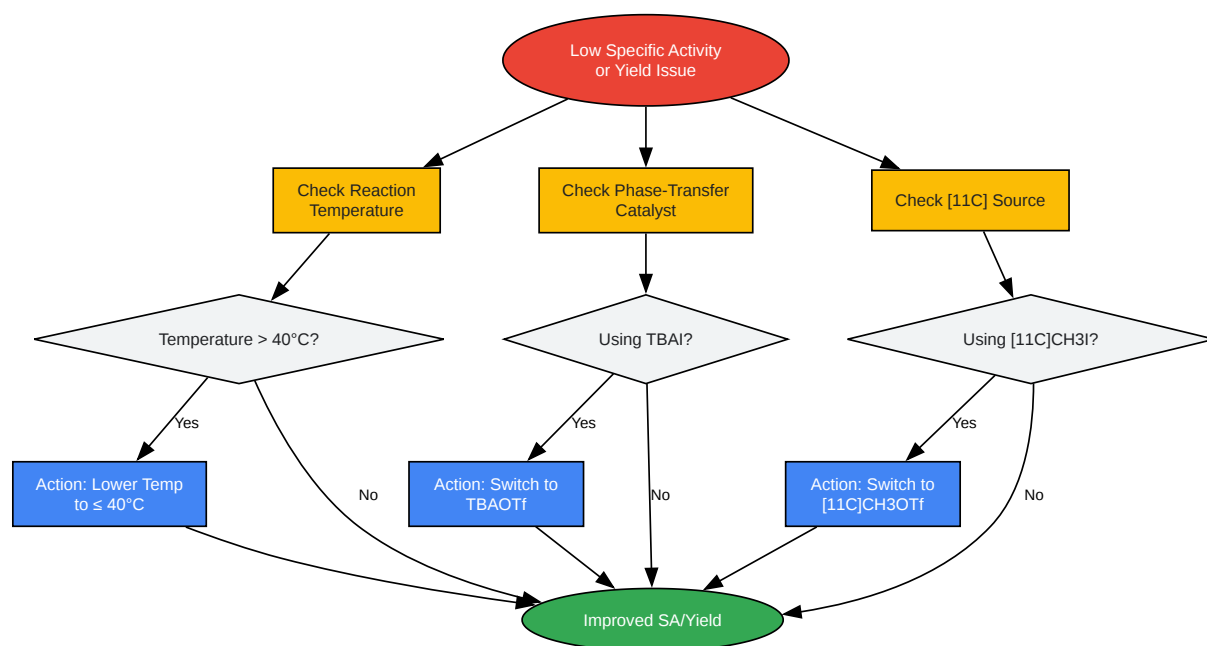 Low Specific Activity
or Yield Issue
Check Reaction
Temperature
Check Phase-Transfer
Catalyst
Check [11C] Source
Temperature > 40°C?
Using TBAI?
Using [11C]CH3I?
Yes
Yes
Yes
Action: Lower Temp
to ≤ 40°C
No
Action: Switch to
TBAOTf
No
Action: Switch to
[11C]CH3OTf
No
Improved SA/Yield